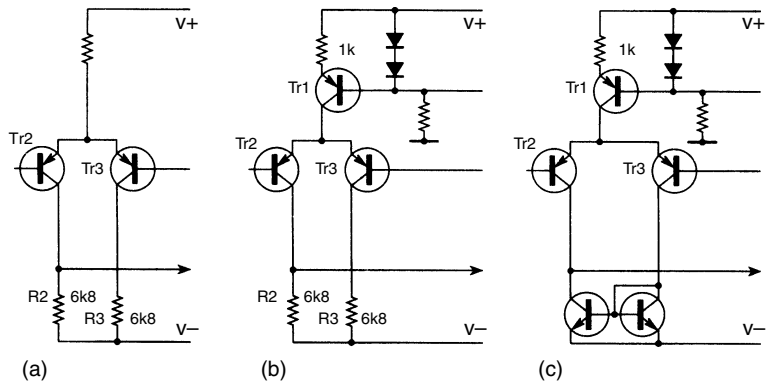 V+
Tr2
Tr3
R2
6k8
R3
6k8
V−
(a)
V+
1k
Tr1
Tr2
Tr3
R2
6k8
R3
6k8
V−
(b)
V+
1k
Tr1
Tr2
Tr3
V−
(c)